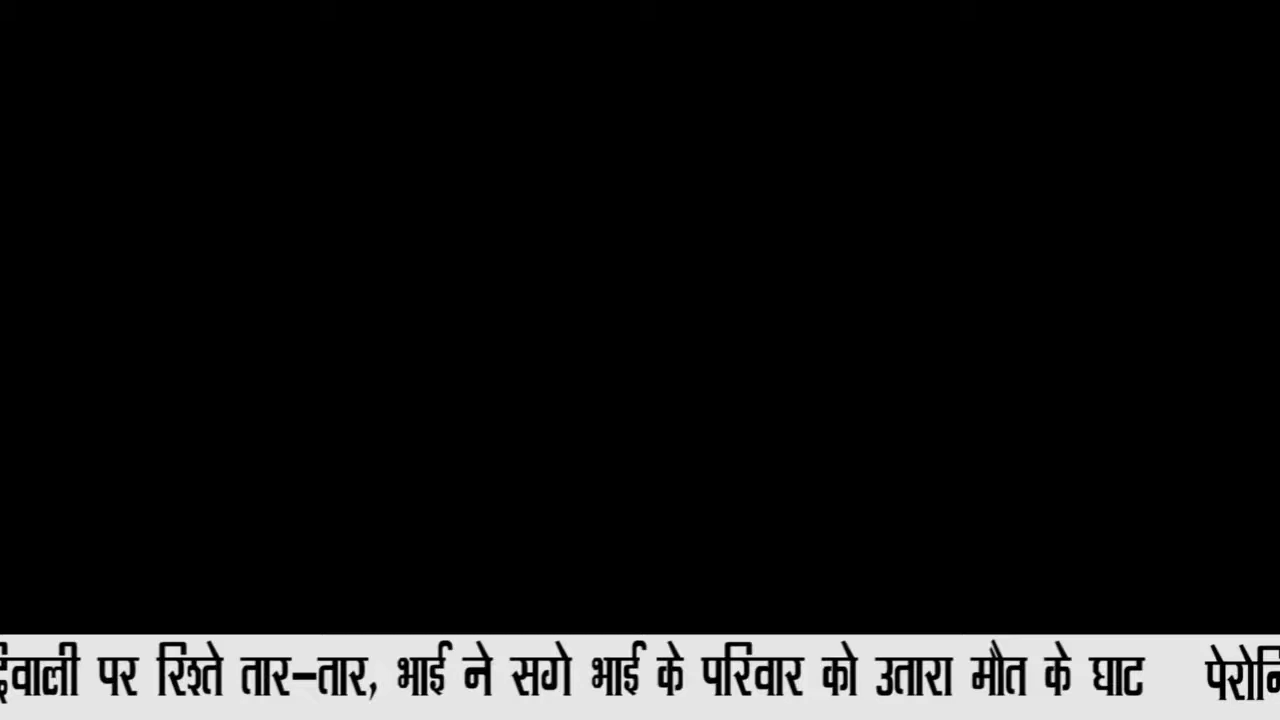 दिवाली पर रिश्ते तार-तार, भाई ने सगे भाई के परिवार को उतारा मौत के घाट